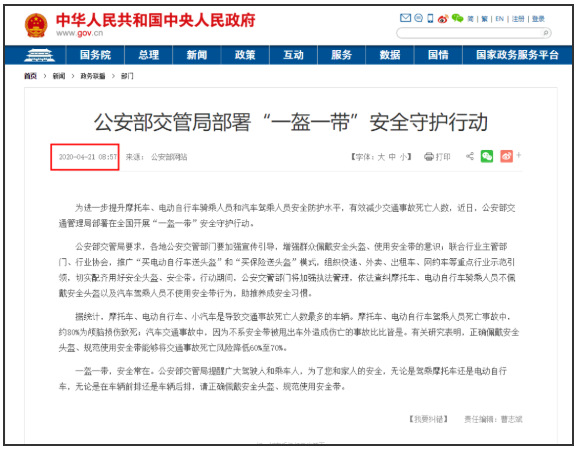 中华人民共和国中央人民政府
www.gov.cn
简 | 繁 | EN | 注册 | 登录
国务院 总理 新闻 政策 互动 服务 数据 国情 国家政务服务平台
首页 > 新闻 > 政务联播 > 部门
公安部交管局部署“一盔一带”安全守护行动
2020-04-21 08:57 来源： 公安部网站 【字体：大 中 小】 打印
为进一步提升摩托车、电动自行车骑乘人员和汽车驾乘人员安全防护水平，有效减少交通事故死亡人数，近日，公安部交
通管理局部署在全国开展“一盔一带”安全守护行动。
公安部交管局要求，各地公安交管部门要加强宣传引导，增强群众佩戴安全头盔、使用安全带的意识；联合行业主管部
门、行业协会，推广“买电动自行车送头盔”和“买保险送头盔”模式，组织快递、外卖、出租车、网约车等重点行业示范引
领，切实配齐用好安全头盔、安全带。行动期间，公安交管部门将加强执法管理，依法查纠摩托车、电动自行车骑乘人员不佩
戴安全头盔以及汽车驾乘人员不使用安全带行为，助推养成安全习惯。
据统计，摩托车、电动自行车、小汽车是导致交通事故死亡人数最多的车辆。摩托车、电动自行车驾乘人员死亡事故中，
约80%为颅脑损伤致死；汽车交通事故中，因为不系安全带被甩出车外造成伤亡的事故比比皆是。有关研究表明，正确佩戴安全
头盔、规范使用安全带能够将交通事故死亡风险降低60%至70%。
一盔一带，安全常在。公安部交管局提醒广大驾驶人和乘车人，为了您和家人的安全，无论是驾乘摩托车还是电动自行
车，无论是在车辆前排还是车辆后排，请正确佩戴安全头盔、规范使用安全带。
【我要纠错】 责任编辑：曹志斌